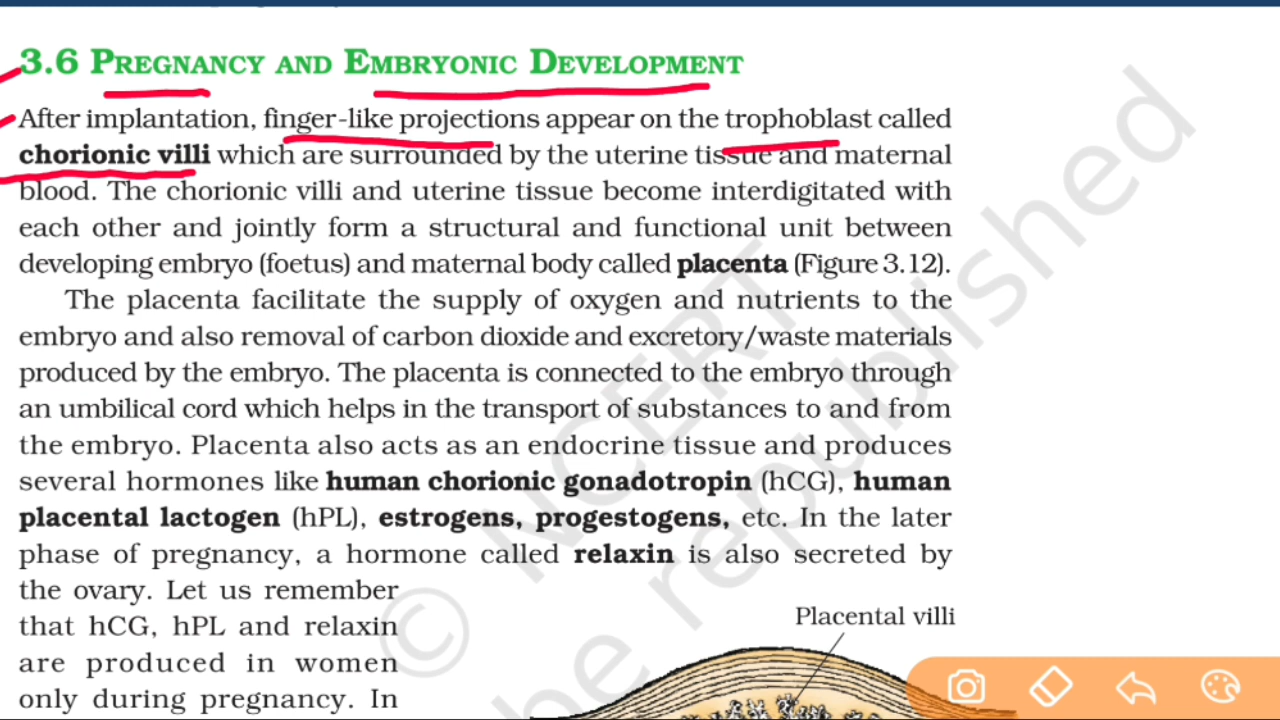 3.6 PREGNANCY AND EMBRYONIC DEVELOPMENT
After implantation, finger-like projections appear on the trophoblast called
chorionic villi which are surrounded by the uterine tissue and maternal
blood. The chorionic villi and uterine tissue become interdigitated with
each other and jointly form a structural and functional unit between
developing embryo (foetus) and maternal body called placenta (Figure 3.12).
The placenta facilitate the supply of oxygen and nutrients to the
embryo and also removal of carbon dioxide and excretory/waste materials
produced by the embryo. The placenta is connected to the embryo through
an umbilical cord which helps in the transport of substances to and from
the embryo. Placenta also acts as an endocrine tissue and produces
several hormones like human chorionic gonadotropin (hCG), human
placental lactogen (hPL), estrogens, progestogens, etc. In the later
phase of pregnancy, a hormone called relaxin is also secreted by
the ovary. Let us remember
that hCG, hPL and relaxin
are produced in women
only during pregnancy. In
Placental villi
© NCERT
be republished